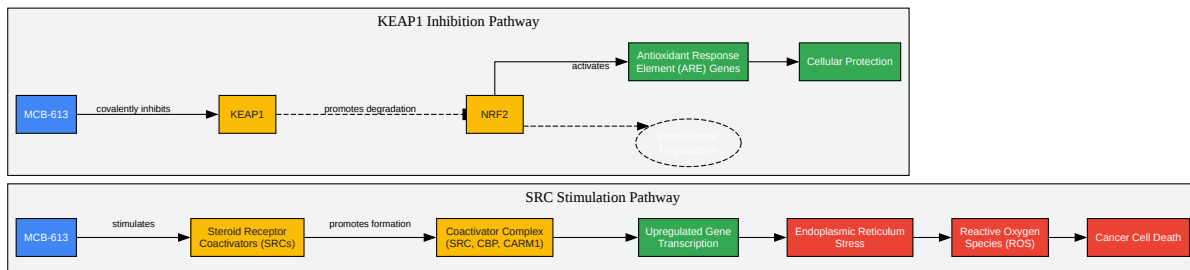 KEAP1 Inhibition Pathway
MCB-613
covalently inhibits
KEAP1
promotes degradation
NRF2
activates
Antioxidant Response
Element (ARE) Genes
Cellular Protection
Proteasomal
Degradation
SRC Stimulation Pathway
MCB-613
stimulates
Steroid Receptor
Coactivators (SRCs)
promotes formation
Coactivator Complex
(SRC, CBP, CARM1)
Upregulated Gene
Transcription
Endoplasmic Reticulum
Stress
Reactive Oxygen
Species (ROS)
Cancer Cell Death